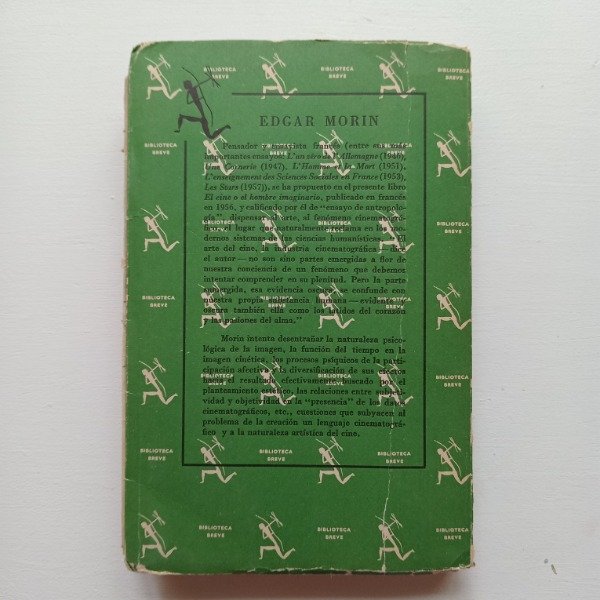 BIBLIOTECA BREVE
EDGAR MORIN
Pensador y ensayista francés (entre sus más
importantes ensayos: L'an zéro de l'Allemagne (1946),
Une Cornerie (1947), L'Homme et la Mort (1951),
L'enseignement des Sciences Sociales en France (1953),
Les Stars (1957)), se ha propuesto en el presente libro
El cine o el hombre imaginario, publicado en francés
en 1956, y calificado por él de "ensayo de antropolo-
gía", dispensar al arte, al fenómeno cinematográ-
fico el lugar que naturalmente reclama en los mo-
dernos sistemas de las ciencias humanísticas. "El
arte del cine, la industria cinematográfica — dice
el autor — no son sino partes emergidas a flor de
nuestra conciencia de un fenómeno que debemos
intentar comprender en su plenitud. Pero la parte
sumergida, esa evidencia oscura, se confunde con
nuestra propia sustancia humana — evidente y
oscura también ella como los latidos del corazón
y las pasiones del alma."
Morin intenta desentrañar la naturaleza psico-
lógica de la imagen, la función del tiempo en la
imagen cinética, los procesos psíquicos de la parti-
cipación afectiva, la diversificación de sus efectos
hacia el resultado efectivamente buscado por el
planteamiento estético, las relaciones entre subjeti-
vidad y objetividad en la "presencia" de los datos
cinematográficos, etc., cuestiones que subyacen al
problema de la creación un lenguaje cinematográ-
fico y a la naturaleza artística del cine.